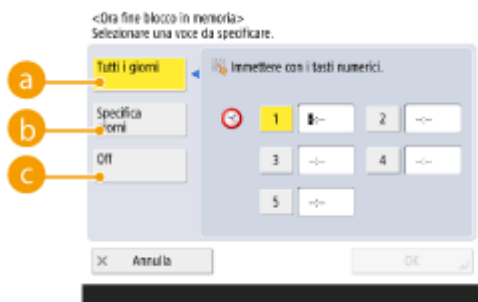 <Ora fine blocco in memoria>
Selezionare una voce da specificare.
a
Tutti i giorni
Immettere con i tasti numerici.
b
Specifica
giorni
1
-:--
2
--:--
c
Off
3
--:--
4
--:--
5
--:--
× Annulla
OK